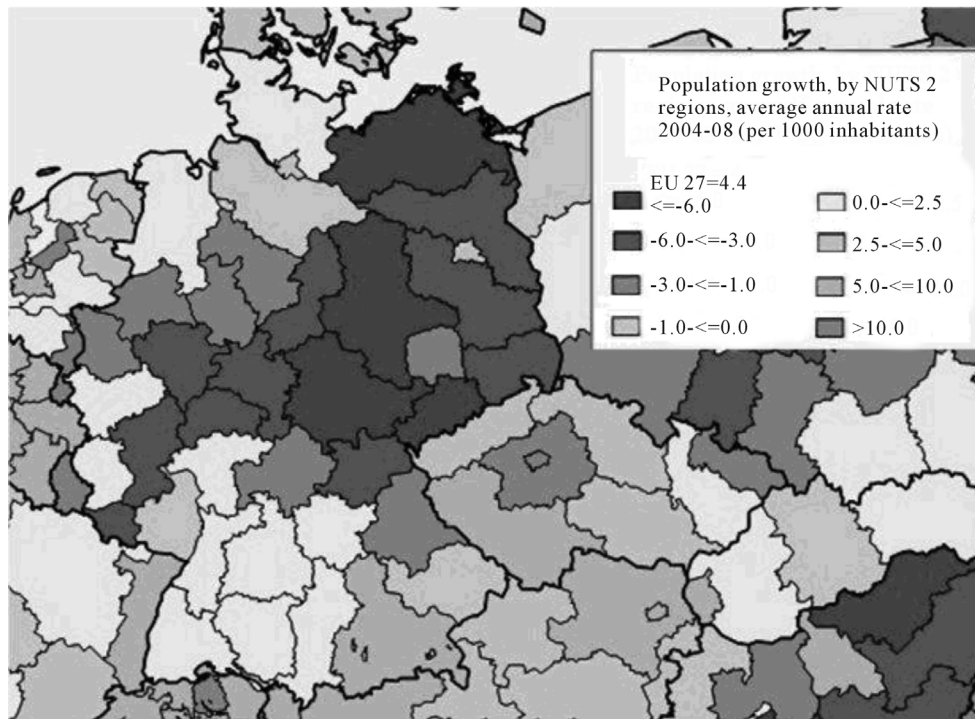 Population growth, by NUTS 2
regions, average annual rate
2004-08 (per 1000 inhabitants)
EU 27=4.4
<=-6.0
-6.0-<=-3.0
-3.0-<=-1.0
-1.0-<=0.0
0.0-<=2.5
2.5-<=5.0
5.0-<=10.0
>10.0